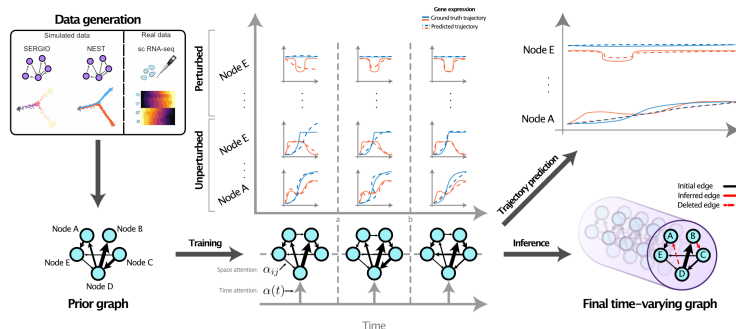 Data generation
Simulated data
Real data
SERGIO
NEST
sc RNA-seq
Gene expression
Ground truth trajectory
Predicted trajectory
Perturbed
Node E
Unperturbed
Node E
Node A
a
b
Node E
Node A
Trajectory prediction
Node A
Node B
Node E
Node C
Node D
Prior graph
Training
Space attention:
αij
Time attention:
α(t)
Time
Inference
Initial edge
Inferred edge
Deleted edge
A
B
E
C
D
Final time-varying graph